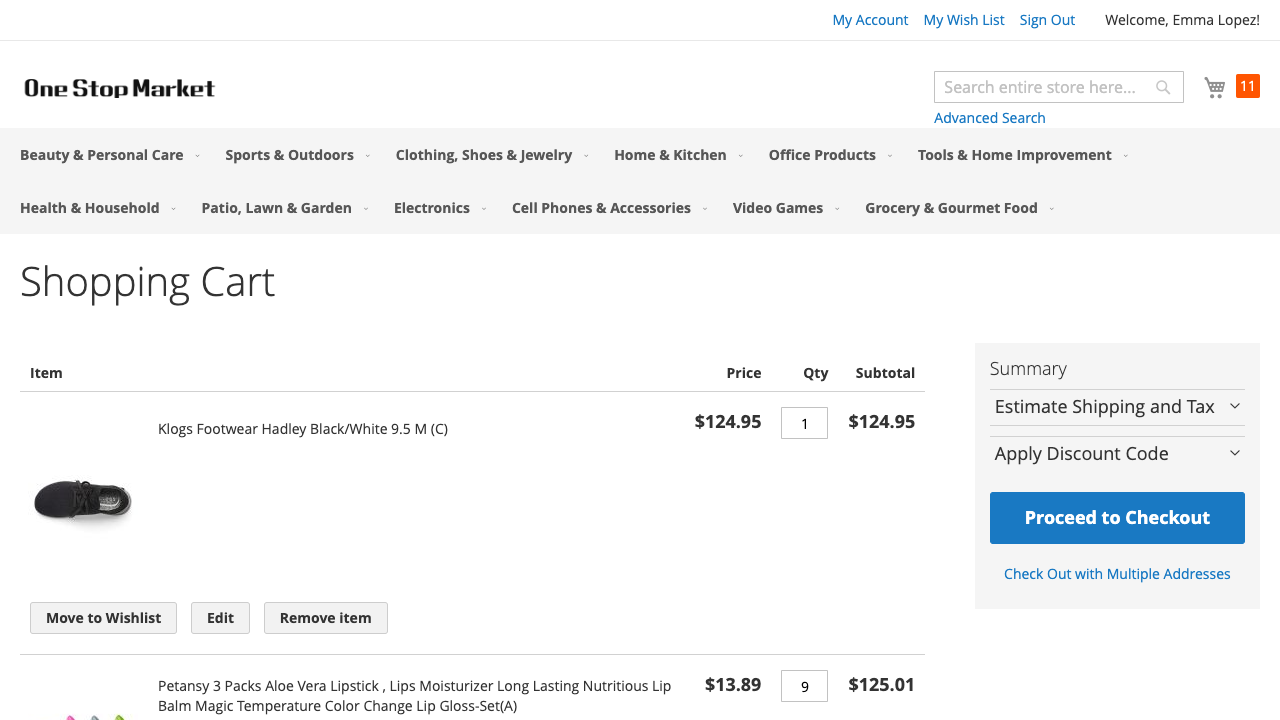 My Account My Wish List Sign Out Welcome, Emma Lopez!
One Stop Market
Search entire store here...
11
Advanced Search
Beauty & Personal Care Sports & Outdoors Clothing, Shoes & Jewelry Home & Kitchen Office Products Tools & Home Improvement
Health & Household Patio, Lawn & Garden Electronics Cell Phones & Accessories Video Games Grocery & Gourmet Food
Shopping Cart
Item Price Qty Subtotal
Klogs Footwear Hadley Black/White 9.5 M (C) $124.95 1 $124.95
Move to Wishlist Edit Remove item
Petansy 3 Packs Aloe Vera Lipstick , Lips Moisturizer Long Lasting Nutritious Lip $13.89 9 $125.01
Balm Magic Temperature Color Change Lip Gloss-Set(A)
Summary
Estimate Shipping and Tax
Apply Discount Code
Proceed to Checkout
Check Out with Multiple Addresses